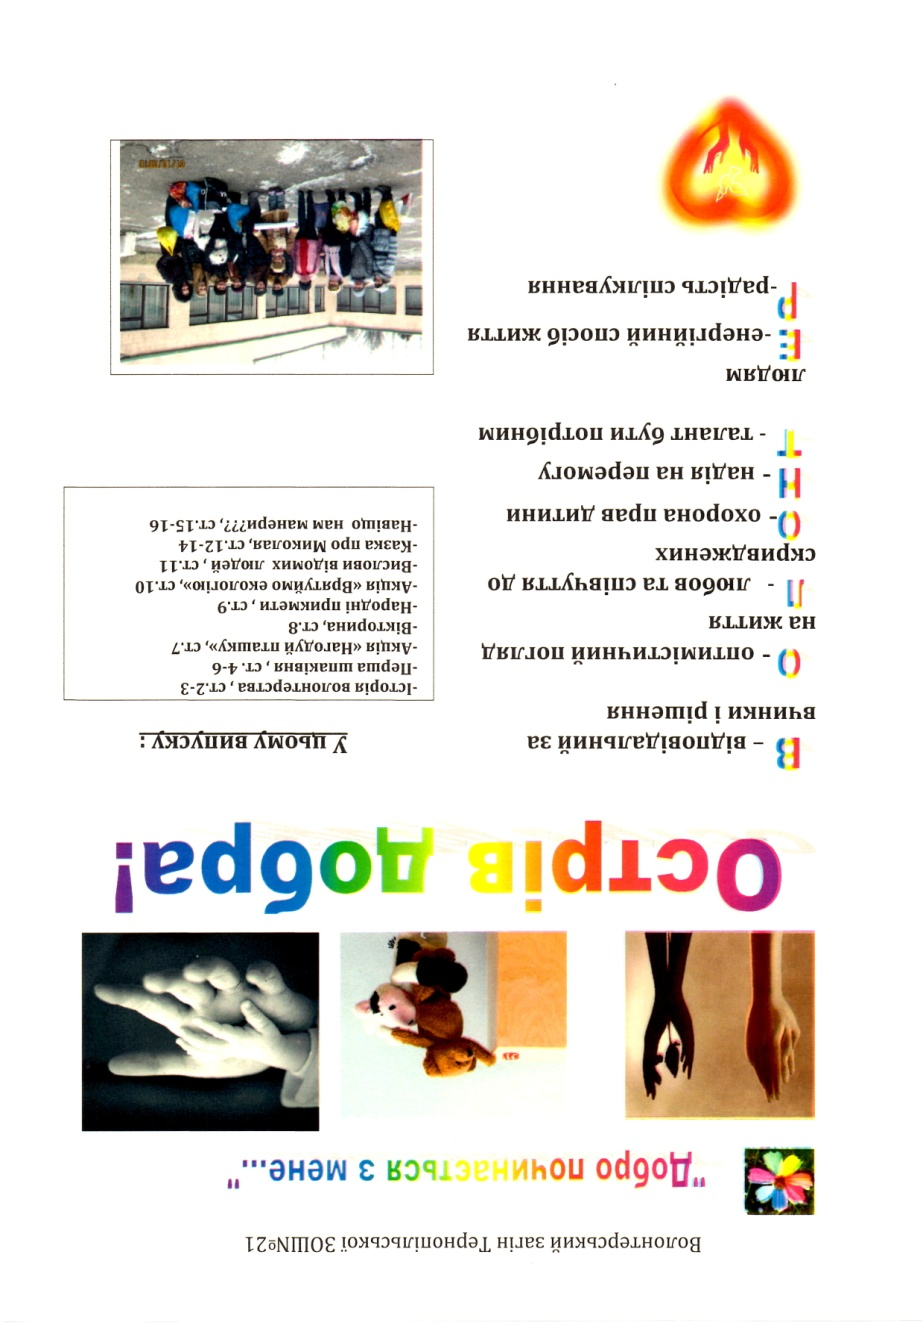 Волонтерський загін Тернопільської ЗОШ№21
"Добро починається з мене..."
Острів добра!
В – відповідальний за
вчинки і рішення
О - оптимістичний погляд
на життя
Л - любов та співчуття до
скривджених
О - охорона прав дитини
Н - надія на перемогу
Т - талант бути потрібним
людям
Е -енергійний спосіб життя
Р -радість спілкування
У цьому випуску :
-Історія волонтерства , ст.2-3
-Перша шпаківня , ст. 4-6
-Акція «Нагодуй пташку», ст.7
-Вікторина, ст.8
-Народні прикмети , ст.9
-Акція «Врятуймо екологію», ст.10
-Вислови відомих людей , ст.11
-Казка про Миколая, ст.12-14
-Навіщо нам манери???, ст.15-16